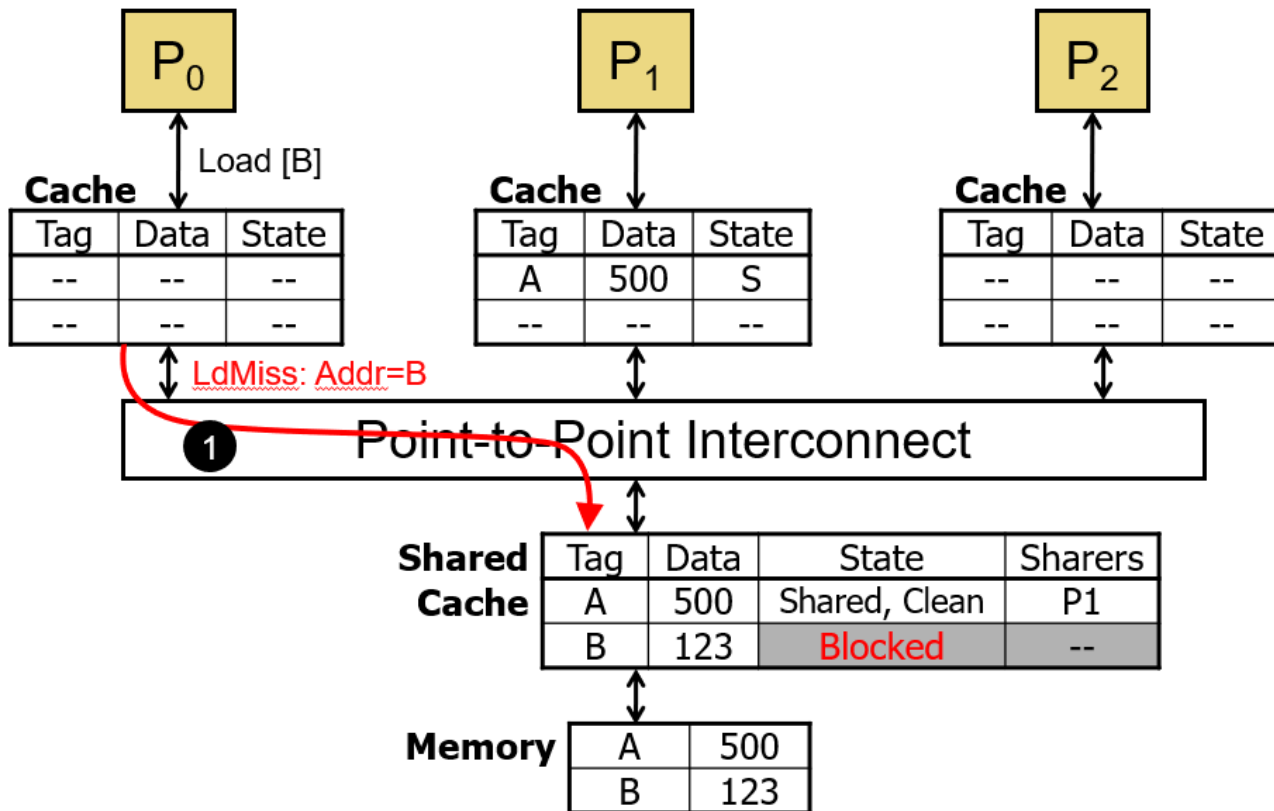 P0 P1 P2
Load [B]
Cache Cache Cache
Tag Data State Tag Data State Tag Data State
-- -- -- A 500 S -- -- --
-- -- -- -- -- -- -- -- --
LdMiss: Addr=B
1 Point-to-Point Interconnect
Shared Tag Data State Sharers
Cache A 500 Shared, Clean P1
B 123 Blocked --
Memory A 500
B 123